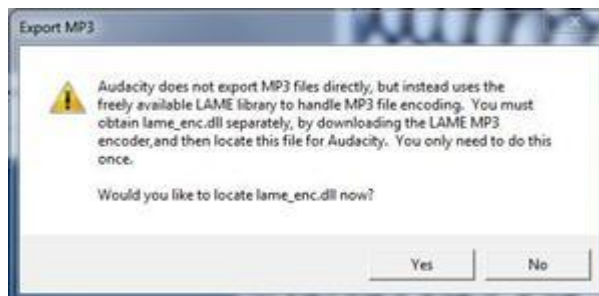 Export MP3
Audacity does not export MP3 files directly, but instead uses the
freely available LAME library to handle MP3 file encoding.  You must
obtain lame_enc.dll separately, by downloading the LAME MP3
encoder,and then locate this file for Audacity.  You only need to do this
once.
Would you like to locate lame_enc.dll now?
Yes
No